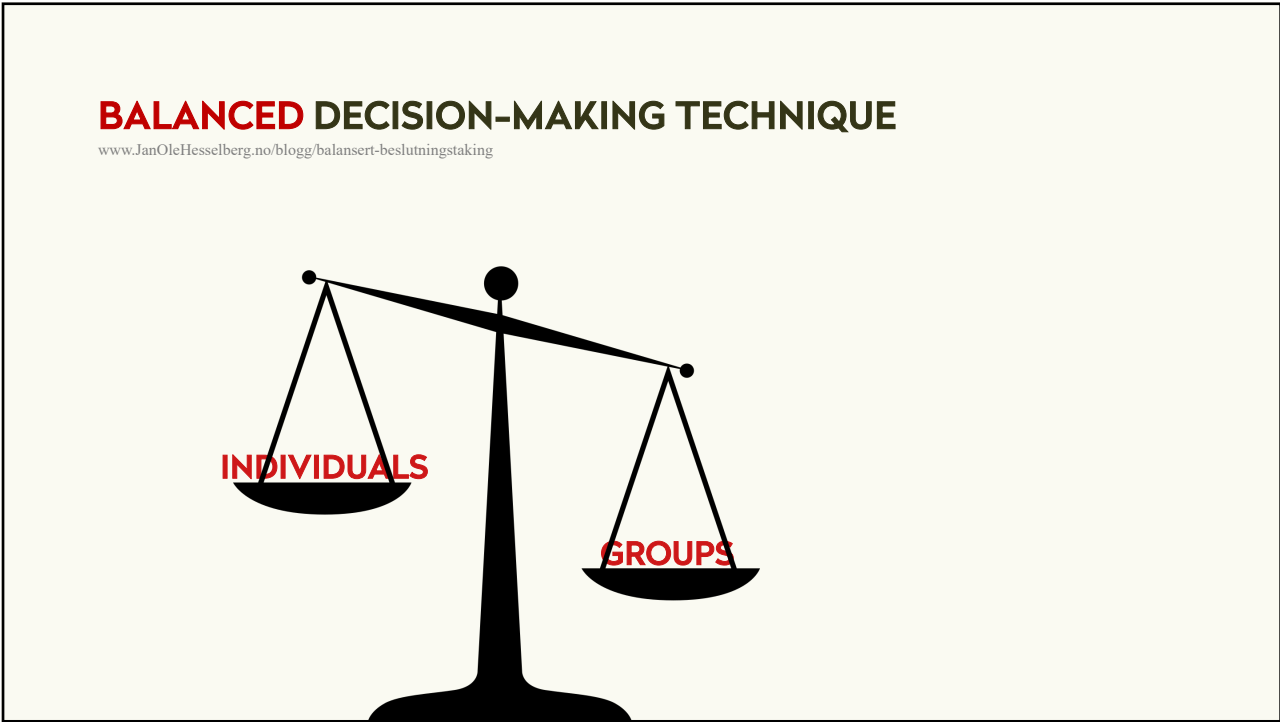 BALANCED DECISION-MAKING TECHNIQUE
www.JanOleHesselberg.no/blogg/balansert-beslutningstaking
INDIVIDUALS
GROUPS